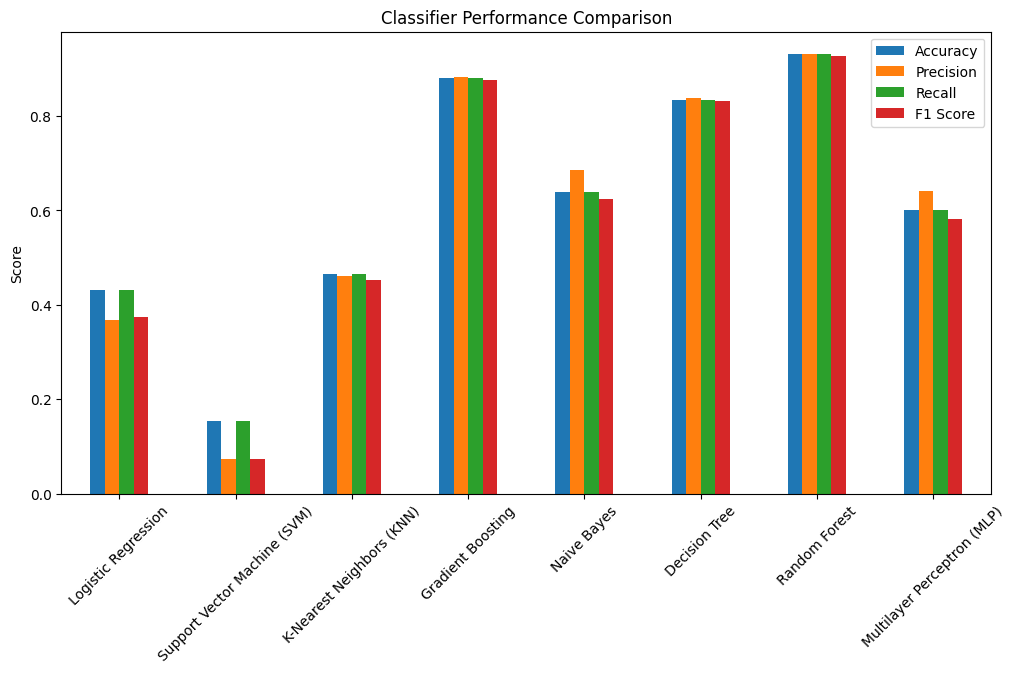 Classifier Performance Comparison
Accuracy
Precision
Recall
F1 Score
Score
0.8
0.6
0.4
0.2
0.0
Logistic Regression
Support Vector Machine (SVM)
K-Nearest Neighbors (KNN)
Gradient Boosting
Naive Bayes
Decision Tree
Random Forest
Multilayer Perceptron (MLP)